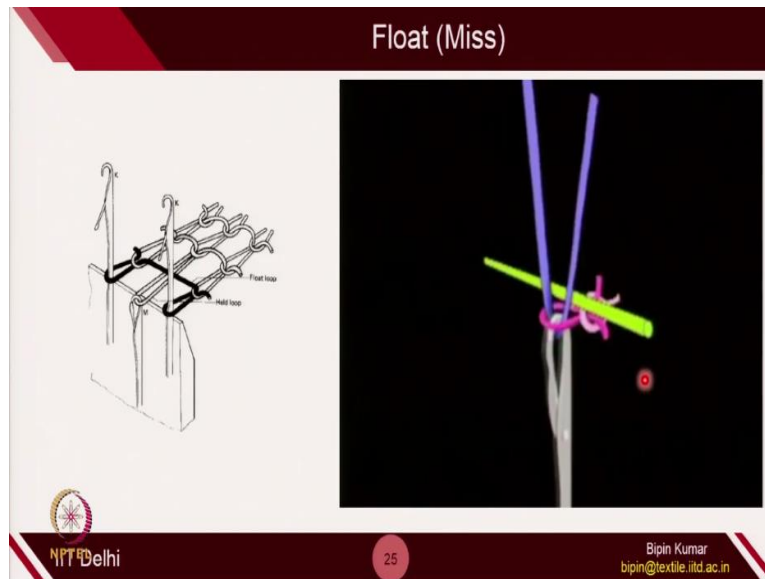 Float (Miss)
K
K
Float loop
Held loop
M
NPTEL
IIT Delhi
25
Bipin Kumar
bipin@textile.iitd.ac.in